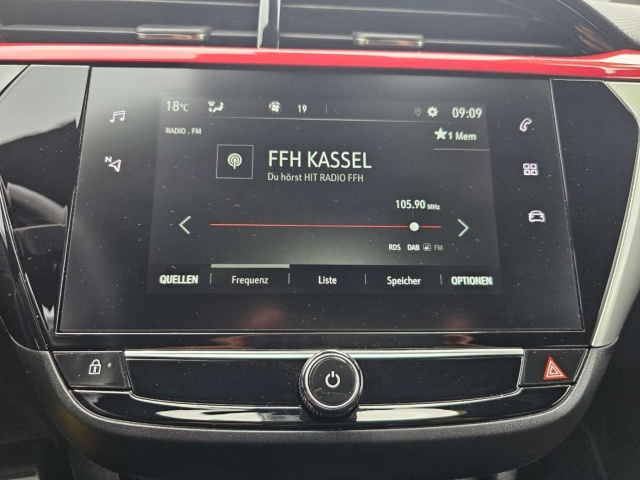 18°C 19 09:09
RADIO . FM
1 Mem
FFH KASSEL
Du hörst HIT RADIO FFH
N
105.90 MHz
RDS DAB FM
QUELLEN Frequenz Liste Speicher OPTIONEN